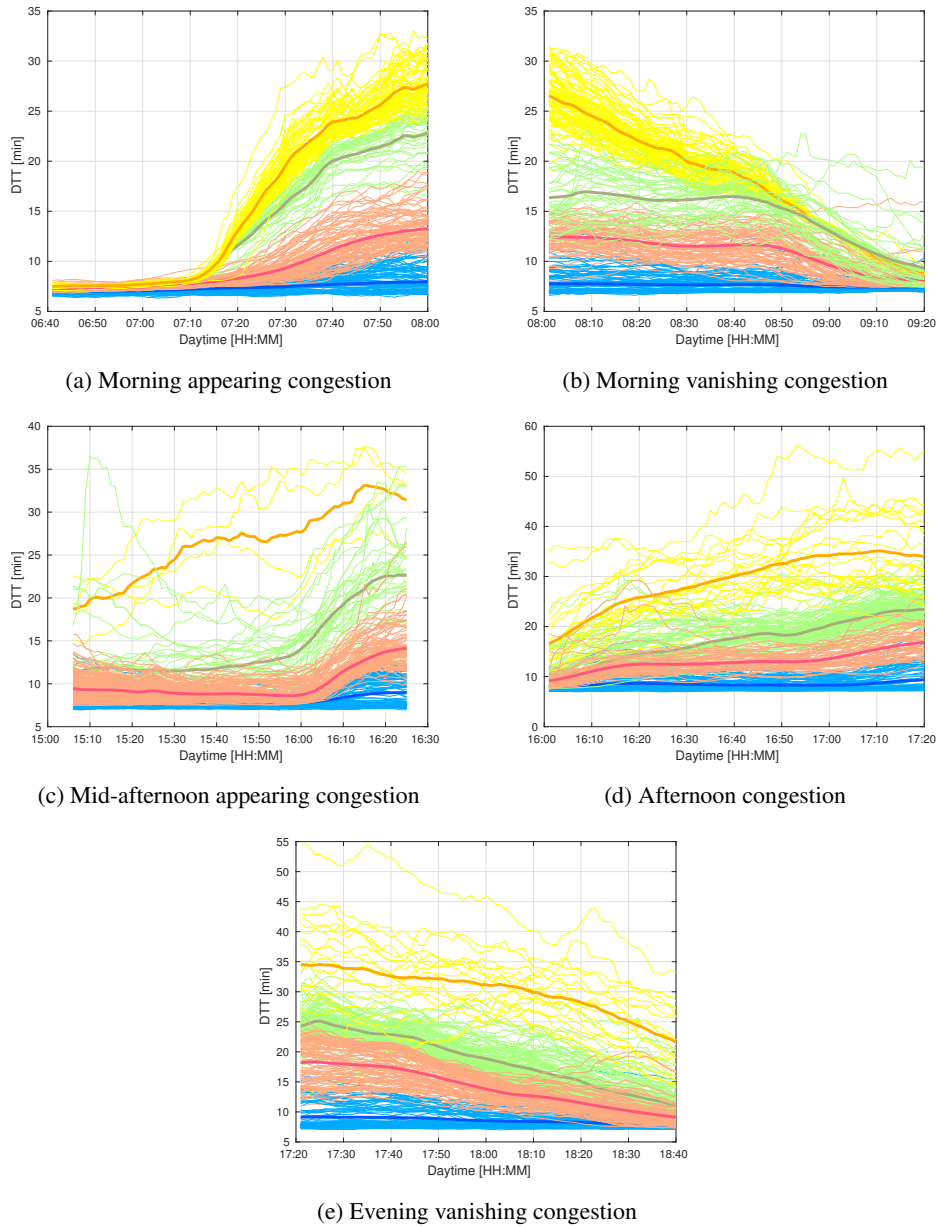 35
30
25
20
15
10
5
DTT [min]
06:40 06:50 07:00 07:10 07:20 07:30 07:40 07:50 08:00
Daytime [HH:MM]
(a) Morning appearing congestion
35
30
25
20
15
10
5
DTT [min]
08:00 08:10 08:20 08:30 08:40 08:50 09:00 09:10 09:20
Daytime [HH:MM]
(b) Morning vanishing congestion
40
35
30
25
20
15
10
5
DTT [min]
15:00 15:10 15:20 15:30 15:40 15:50 16:00 16:10 16:20 16:30
Daytime [HH:MM]
(c) Mid-afternoon appearing congestion
60
50
40
30
20
10
0
DTT [min]
16:00 16:10 16:20 16:30 16:40 16:50 17:00 17:10 17:20
Daytime [HH:MM]
(d) Afternoon congestion
55
50
45
40
35
30
25
20
15
10
5
DTT [min]
17:20 17:30 17:40 17:50 18:00 18:10 18:20 18:30 18:40
Daytime [HH:MM]
(e) Evening vanishing congestion